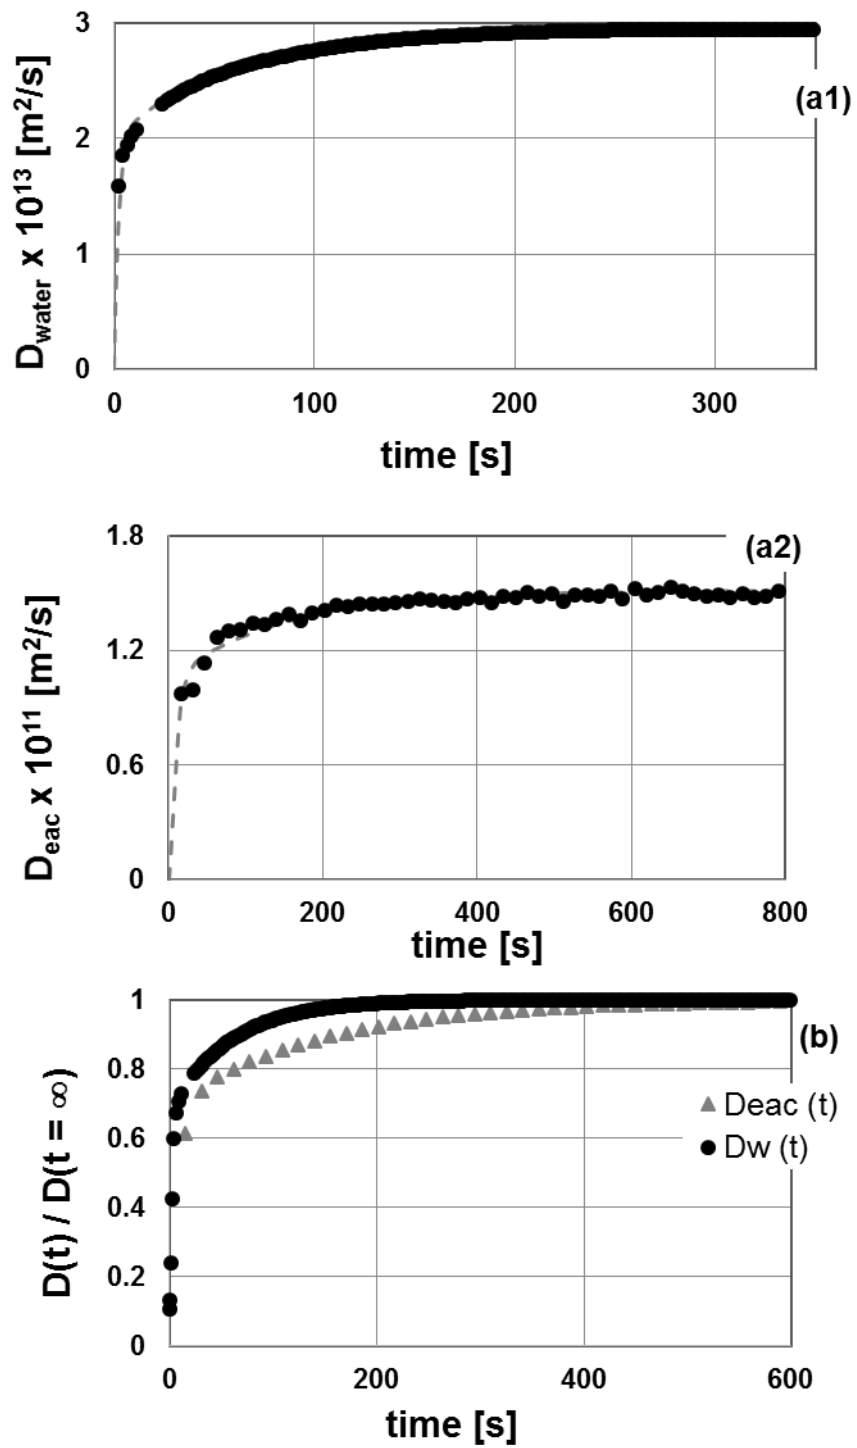 (a1)
D_water x 10^13 [m^2/s]
3
2
1
0
0 100 200 300
time [s]
(a2)
D_eac x 10^11 [m^2/s]
1.8
1.2
0.6
0
0 200 400 600 800
time [s]
(b)
D(t) / D(t = ∞)
1
0.8
0.6
0.4
0.2
0
Deac (t)
Dw (t)
0 200 400 600
time [s]